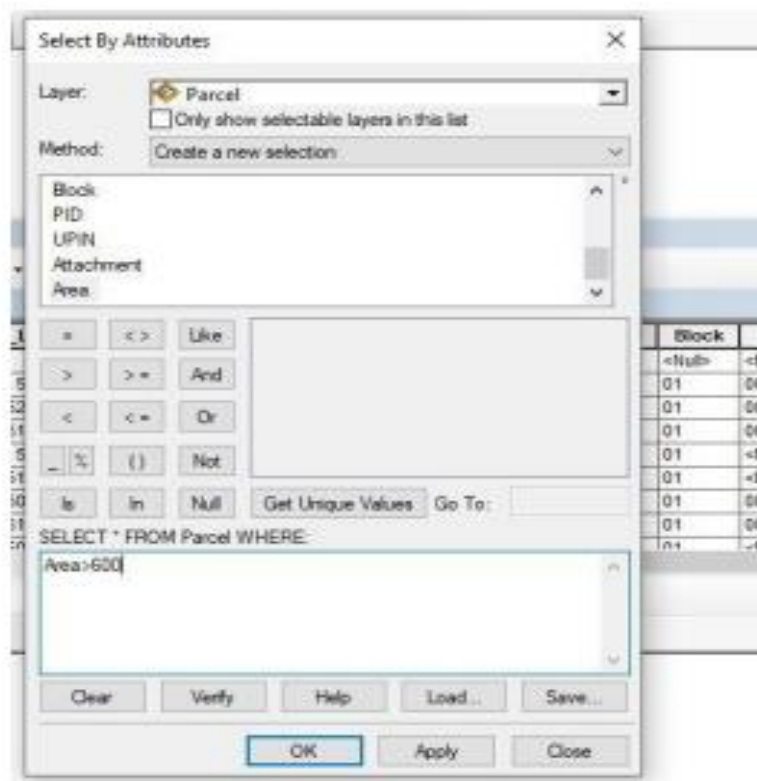 Select By Attributes
Layer: Parcel
Only show selectable layers in this list
Method: Create a new selection
Block
PID
UPIN
Attachment
Area
= < > Like
> > = And
< < = Or
_ % ( ) Not
Is In Null Get Unique Values Go To:
SELECT * FROM Parcel WHERE:
Area>600
Clear Verify Help Load... Save...
OK Apply Close
Block
<Null>
01
01
01
01
01
01
01
01